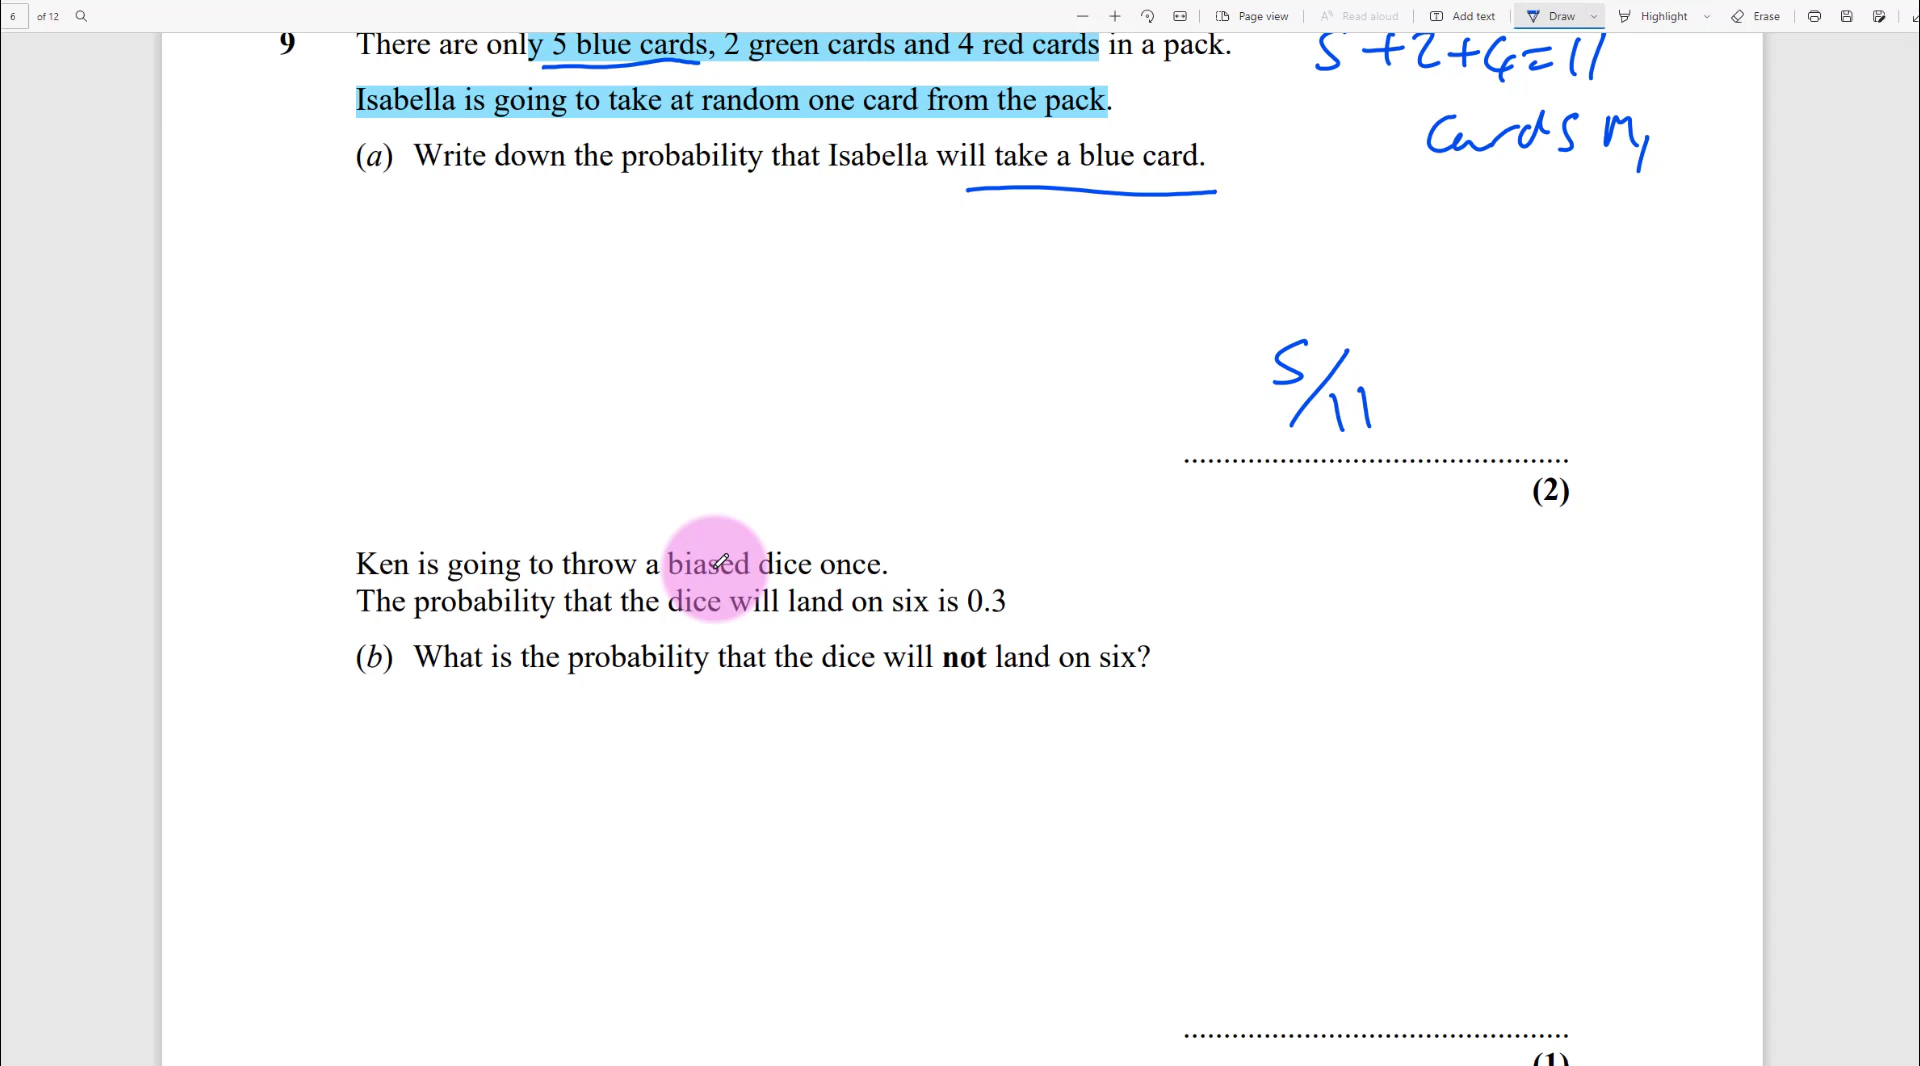 6 of 12 Page view Read aloud Add text Draw Highlight Erase
9 There are only 5 blue cards, 2 green cards and 4 red cards in a pack.
5+2+4=11
Isabella is going to take at random one card from the pack.
cards M1
(a) Write down the probability that Isabella will take a blue card.
5/11
..................................................
(2)
Ken is going to throw a biased dice once.
The probability that the dice will land on six is 0.3
(b) What is the probability that the dice will not land on six?
..................................................
(1)